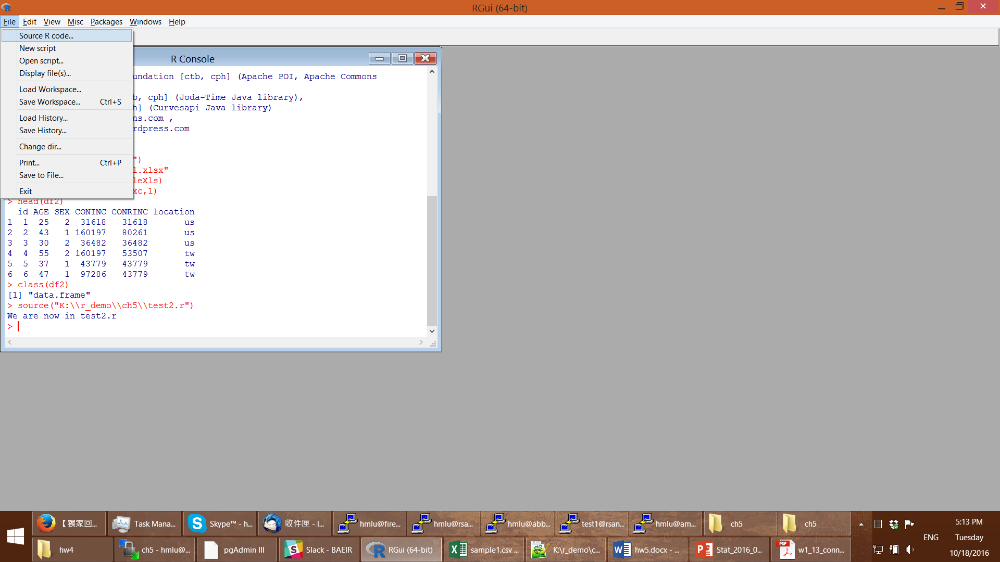 RGui (64-bit)
File Edit View Misc Packages Windows Help
Source R code...
New script
Open script...
Display file(s)...
Load Workspace...
Save Workspace... Ctrl+S
Load History...
Save History...
Change dir...
Print... Ctrl+P
Save to File...
Exit
R Console
undation [ctb, cph] (Apache POI, Apache Commons
b, cph] (Joda-Time Java library),
h] (Curvesapi Java library)
ns.com ,
rdpress.com
")
1.xlsx"
leXls)
xc,1)
> head(df2)
id AGE SEX CONINC CONRINC location
1 1 25 2 31618 31618 us
2 2 43 1 160197 80261 us
3 3 30 2 36482 36482 us
4 4 55 2 160197 53507 tw
5 5 37 1 43779 43779 tw
6 6 47 1 97286 43779 tw
> class(df2)
[1] "data.frame"
> source("K:\\r_demo\\ch5\\test2.r")
We are now in test2.r
>
【獨家回... Task Mana... Skype™ - h... 收件匣 - l... hmlu@fire... hmlu@rsa... hmlu@abb... test1@rsan... hmlu@am... ch5 ch5
hw4 ch5 - hmlu@... pgAdmin III Slack - BAEIR RGui (64-bit) sample1.csv ... K:\r_demo\c... hw5.docx - ... Stat_2016_0... w1_13_conn...
ENG
5:13 PM
Tuesday
10/18/2016